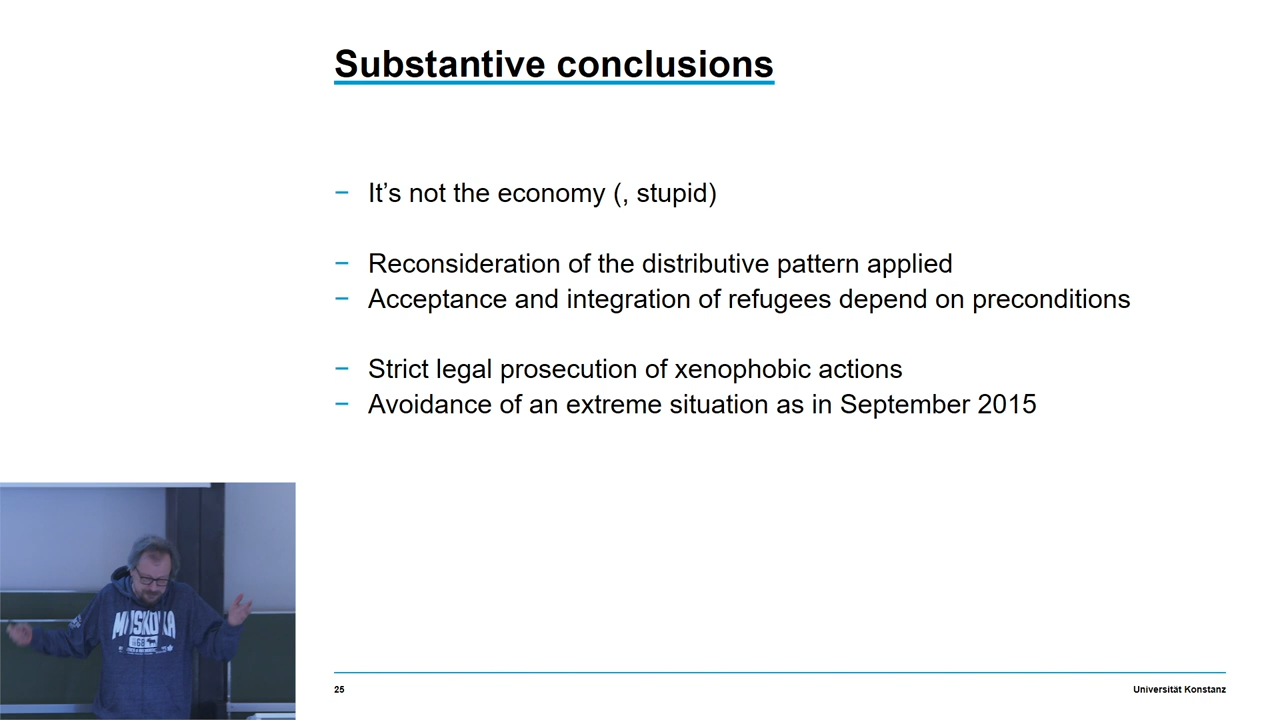 Substantive conclusions
− It’s not the economy (, stupid)
− Reconsideration of the distributive pattern applied
− Acceptance and integration of refugees depend on preconditions
− Strict legal prosecution of xenophobic actions
− Avoidance of an extreme situation as in September 2015
MUSKOKA
68
25
Universität Konstanz